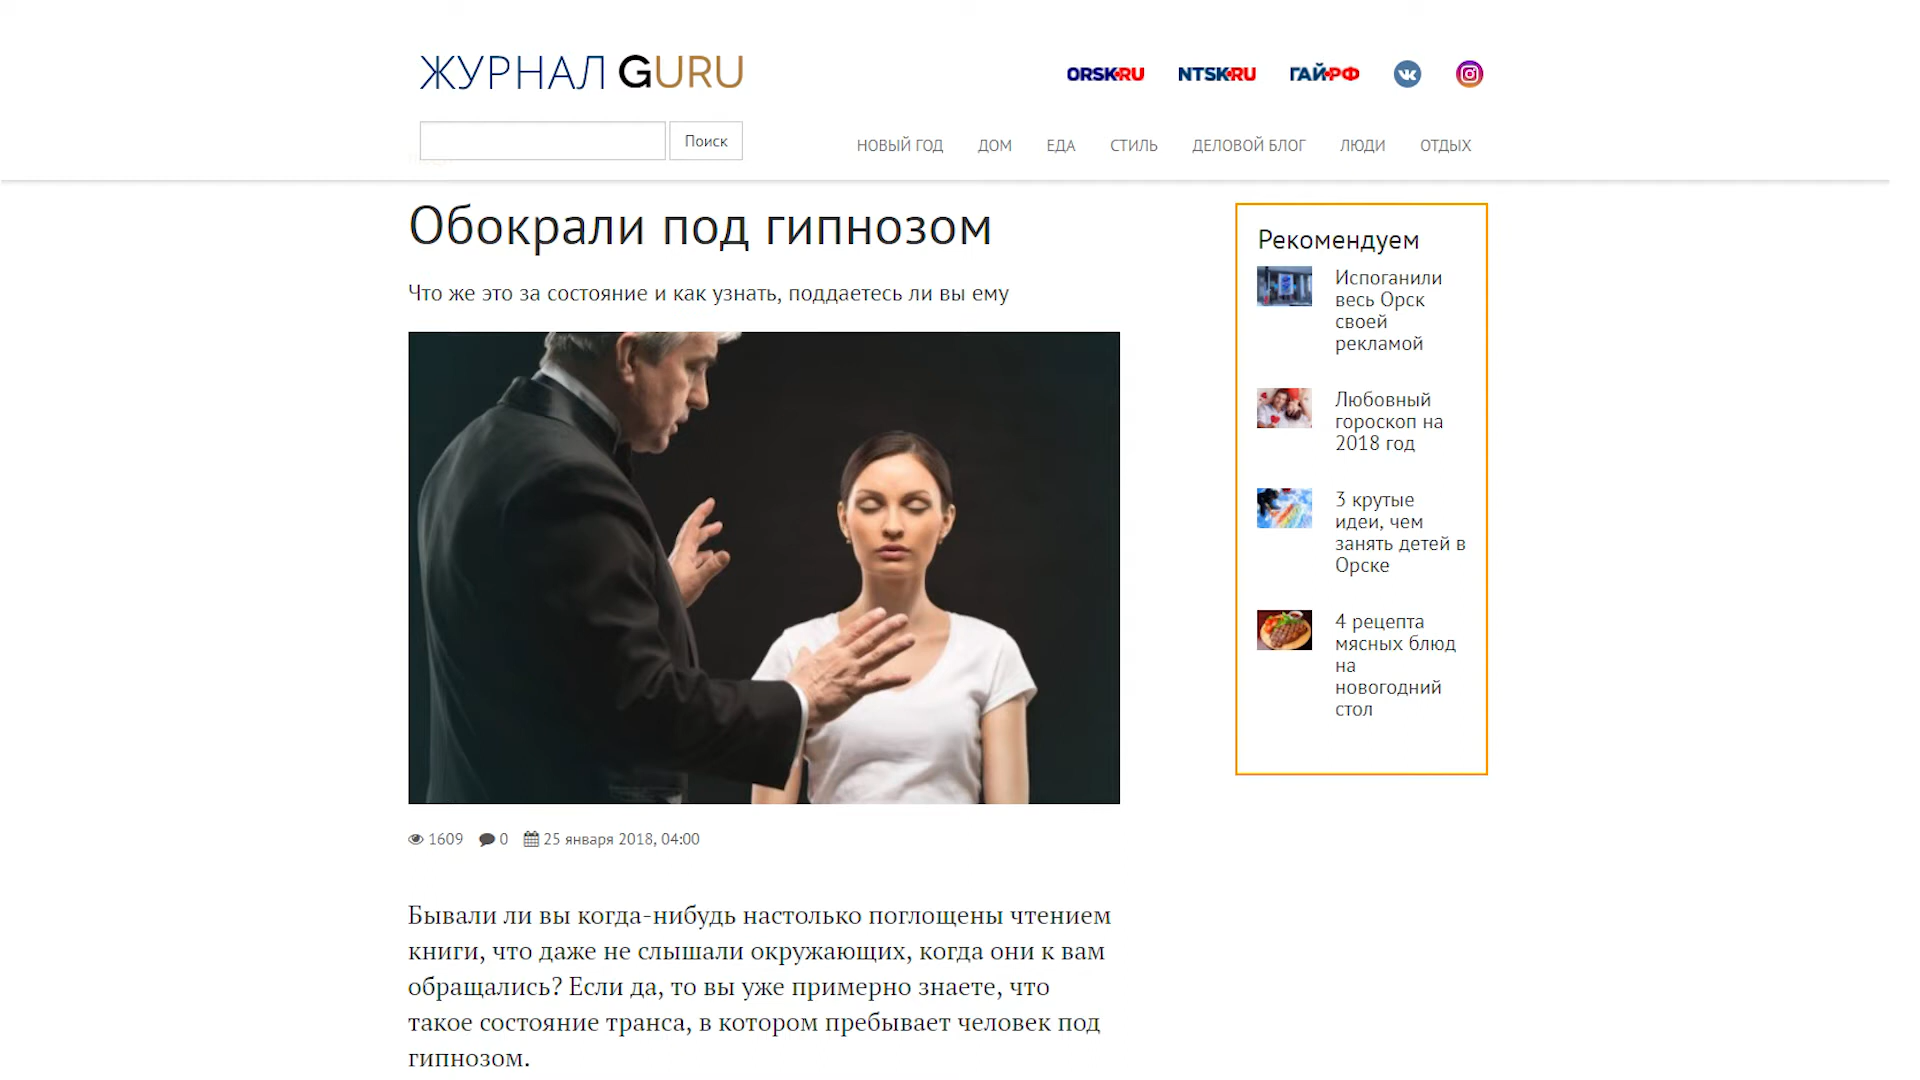 ЖУРНАЛ GURU
ORSK.RU NTSK.RU ГАЙ.РФ
Поиск
НОВЫЙ ГОД ДОМ ЕДА СТИЛЬ ДЕЛОВОЙ БЛОГ ЛЮДИ ОТДЫХ
Обокрали под гипнозом
Что же это за состояние и как узнать, поддаетесь ли вы ему
1609 0 25 января 2018, 04:00
Бывали ли вы когда-нибудь настолько поглощены чтением
книги, что даже не слышали окружающих, когда они к вам
обращались? Если да, то вы уже примерно знаете, что
такое состояние транса, в котором пребывает человек под
гипнозом.
Рекомендуем
Испоганили
весь Орск
своей
рекламой
Любовный
гороскоп на
2018 год
3 крутые
идеи, чем
занять детей в
Орске
4 рецепта
мясных блюд
на
новогодний
стол